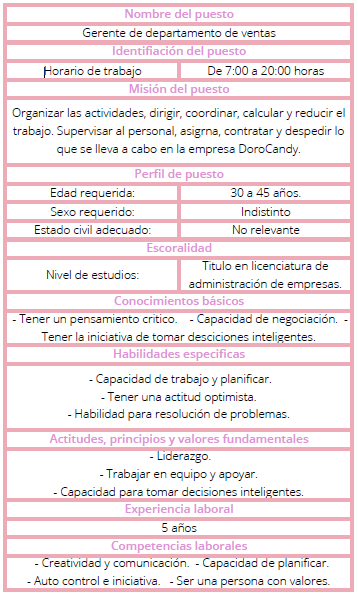 Nombre del puesto
Gerente de departamento de ventas
Identifiación del puesto
Horario de trabajo De 7:00 a 20:00 horas
Misión del puesto
Organizar las actividades, dirigir, coordinar, calcular y reducir el
trabajo. Supervisar al personal, asigrna, contratar y despedir lo
que se lleva a cabo en la empresa DoroCandy.
Perfil de puesto
Edad requerida: 30 a 45 años.
Sexo requerido: Indistinto
Estado civil adecuado: No relevante
Escoralidad
Nivel de estudios: Titulo en licenciatura de
administración de empresas.
Conocimientos básicos
- Tener un pensamiento critico. - Capacidad de negociación. -
Tener la iniciativa de tomar desciciones inteligentes.
Habilidades especificas
- Capacidad de trabajo y planificar.
- Tener una actitud optimista.
- Habilidad para resolución de problemas.
Actitudes, principios y valores fundamentales
- Liderazgo.
- Trabajar en equipo y apoyar.
- Capacidad para tomar decisiones inteligentes.
Experiencia laboral
5 años
Competencias laborales
- Creatividad y comunicación. - Capacidad de planificar.
- Auto control e iniciativa. - Ser una persona con valores.